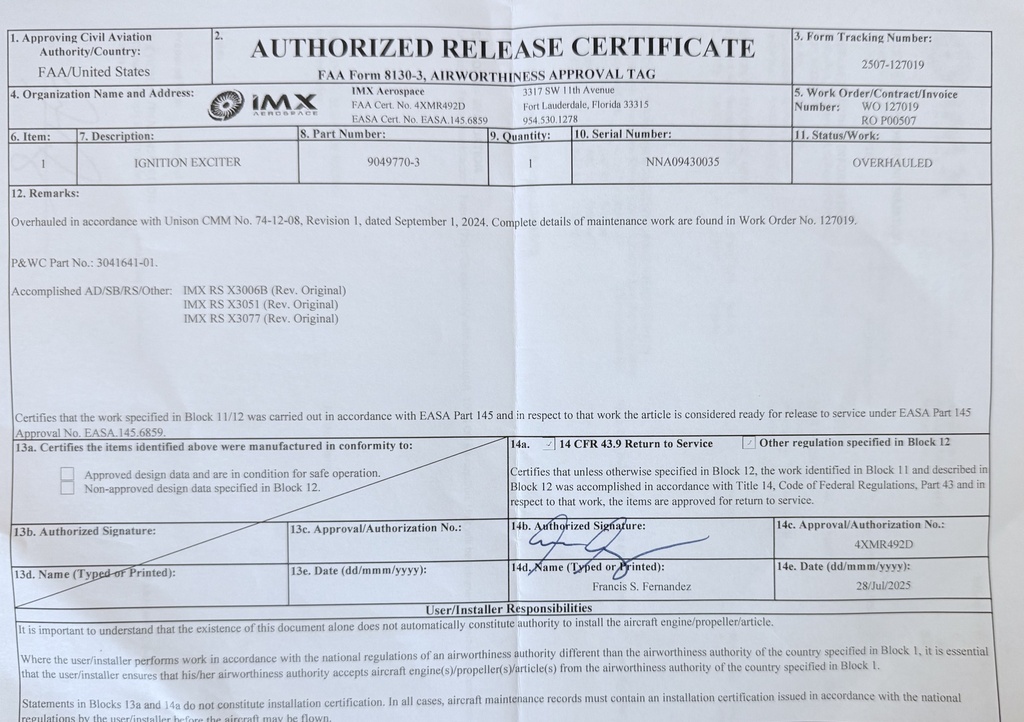 1. Approving Civil Aviation
Authority/Country:
FAA/United States
2.
AUTHORIZED RELEASE CERTIFICATE
FAA Form 8130-3, AIRWORTHINESS APPROVAL TAG
3. Form Tracking Number:
2507-127019
4. Organization Name and Address:
IMX
AEROSPACE
IMX Aerospace
FAA Cert. No. 4XMR492D
EASA Cert. No. EASA.145.6859
3317 SW 11th Avenue
Fort Lauderdale, Florida 33315
954.530.1278
5. Work Order/Contract/Invoice
Number: WO 127019
RO P00507
6. Item:
7. Description:
8. Part Number:
9. Quantity:
10. Serial Number:
11. Status/Work:
1
IGNITION EXCITER
9049770-3
1
NNA09430035
OVERHAULED
12. Remarks:
Overhauled in accordance with Unison CMM No. 74-12-08, Revision 1, dated September 1, 2024. Complete details of maintenance work are found in Work Order No. 127019.
P&WC Part No.: 3041641-01.
Accomplished AD/SB/RS/Other: IMX RS X3006B (Rev. Original)
IMX RS X3051 (Rev. Original)
IMX RS X3077 (Rev. Original)
Certifies that the work specified in Block 11/12 was carried out in accordance with EASA Part 145 and in respect to that work the article is considered ready for release to service under EASA Part 145
Approval No. EASA.145.6859.
13a. Certifies the items identified above were manufactured in conformity to:
Approved design data and are in condition for safe operation.
Non-approved design data specified in Block 12.
14a. ✓ 14 CFR 43.9 Return to Service ✓ Other regulation specified in Block 12
Certifies that unless otherwise specified in Block 12, the work identified in Block 11 and described in
Block 12 was accomplished in accordance with Title 14, Code of Federal Regulations, Part 43 and in
respect to that work, the items are approved for return to service.
13b. Authorized Signature:
13c. Approval/Authorization No.:
14b. Authorized Signature:
14c. Approval/Authorization No.:
4XMR492D
13d. Name (Typed or Printed):
13e. Date (dd/mmm/yyyy):
14d. Name (Typed or Printed):
Francis S. Fernandez
14e. Date (dd/mmm/yyyy):
28/Jul/2025
User/Installer Responsibilities
It is important to understand that the existence of this document alone does not automatically constitute authority to install the aircraft engine/propeller/article.
Where the user/installer performs work in accordance with the national regulations of an airworthiness authority different than the airworthiness authority of the country specified in Block 1, it is essential
that the user/installer ensures that his/her airworthiness authority accepts aircraft engine(s)/propeller(s)/article(s) from the airworthiness authority of the country specified in Block 1.
Statements in Blocks 13a and 14a do not constitute installation certification. In all cases, aircraft maintenance records must contain an installation certification issued in accordance with the national
regulations by the user/installer before the aircraft may be flown.